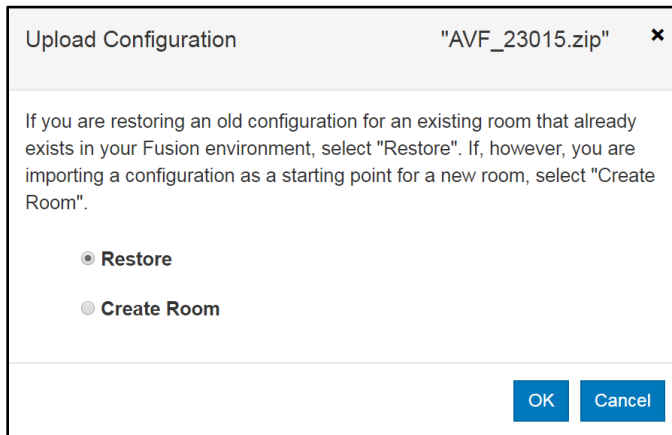 Upload Configuration "AVF_23015.zip" ×
If you are restoring an old configuration for an existing room that already
exists in your Fusion environment, select "Restore". If, however, you are
importing a configuration as a starting point for a new room, select "Create
Room".
Restore
Create Room
OK Cancel